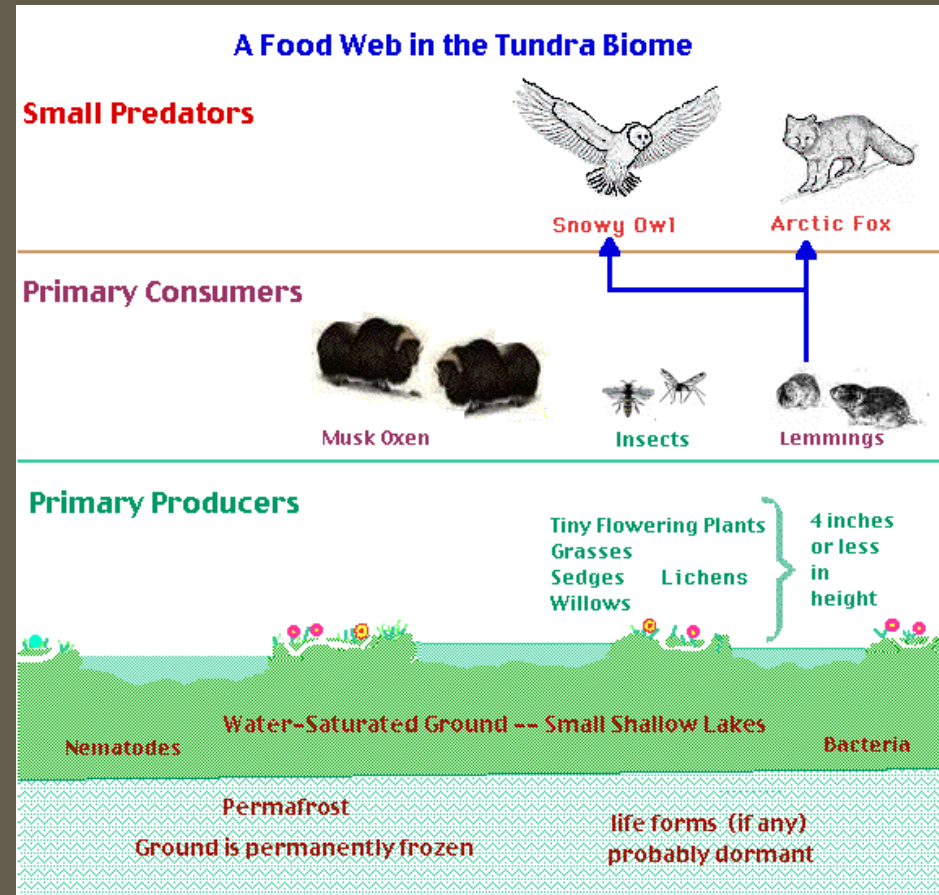 A Food Web in the Tundra Biome
Small Predators
Snowy Owl
Arctic Fox
Primary Consumers
Musk Oxen
Insects
Lemmings
Primary Producers
Tiny Flowering Plants
Grasses
Sedges Lichens
Willows
4 inches
or less
in
height
Water-Saturated Ground -- Small Shallow Lakes
Nematodes
Bacteria
Permafrost
Ground is permanently frozen
life forms (if any)
probably dormant